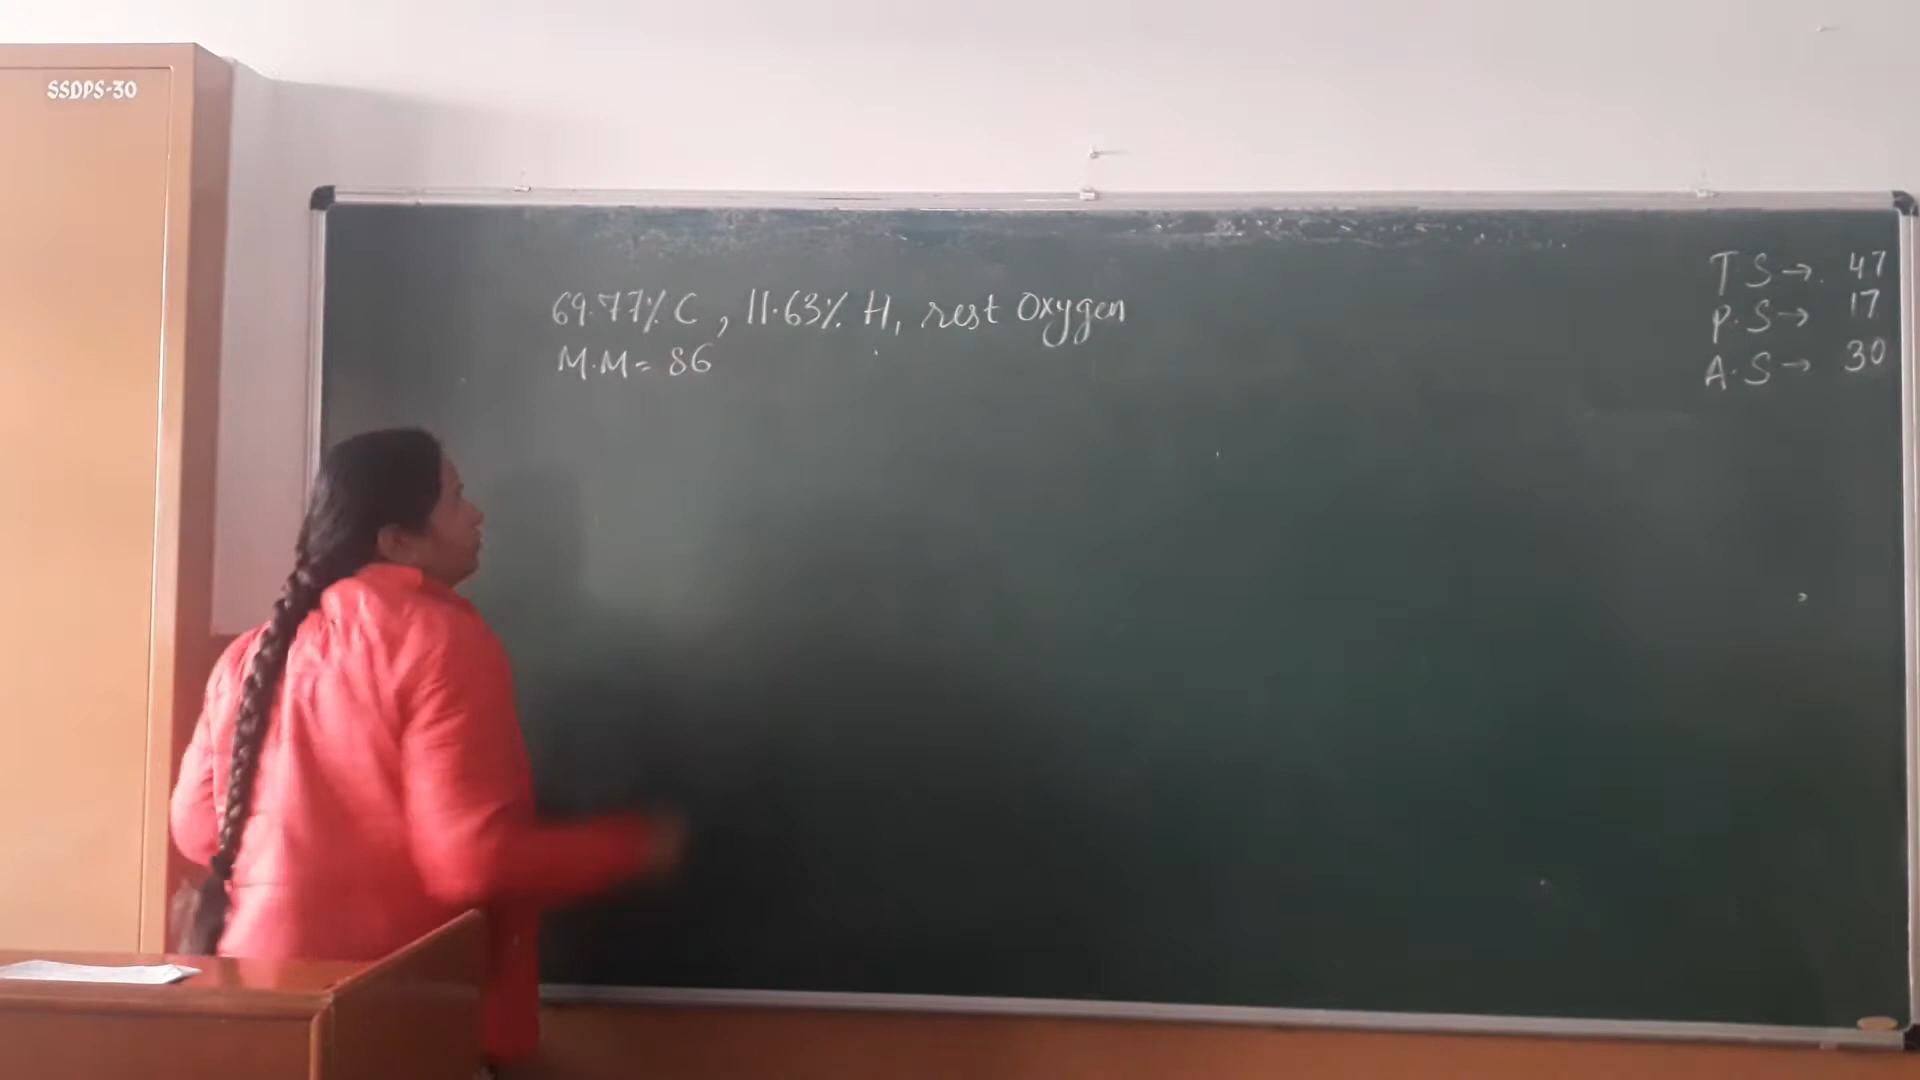 SSDPS-30
69.77% C, 11.63% H, rest Oxygen
M.M = 86
T S → 47
P.S → 17
A.S → 30